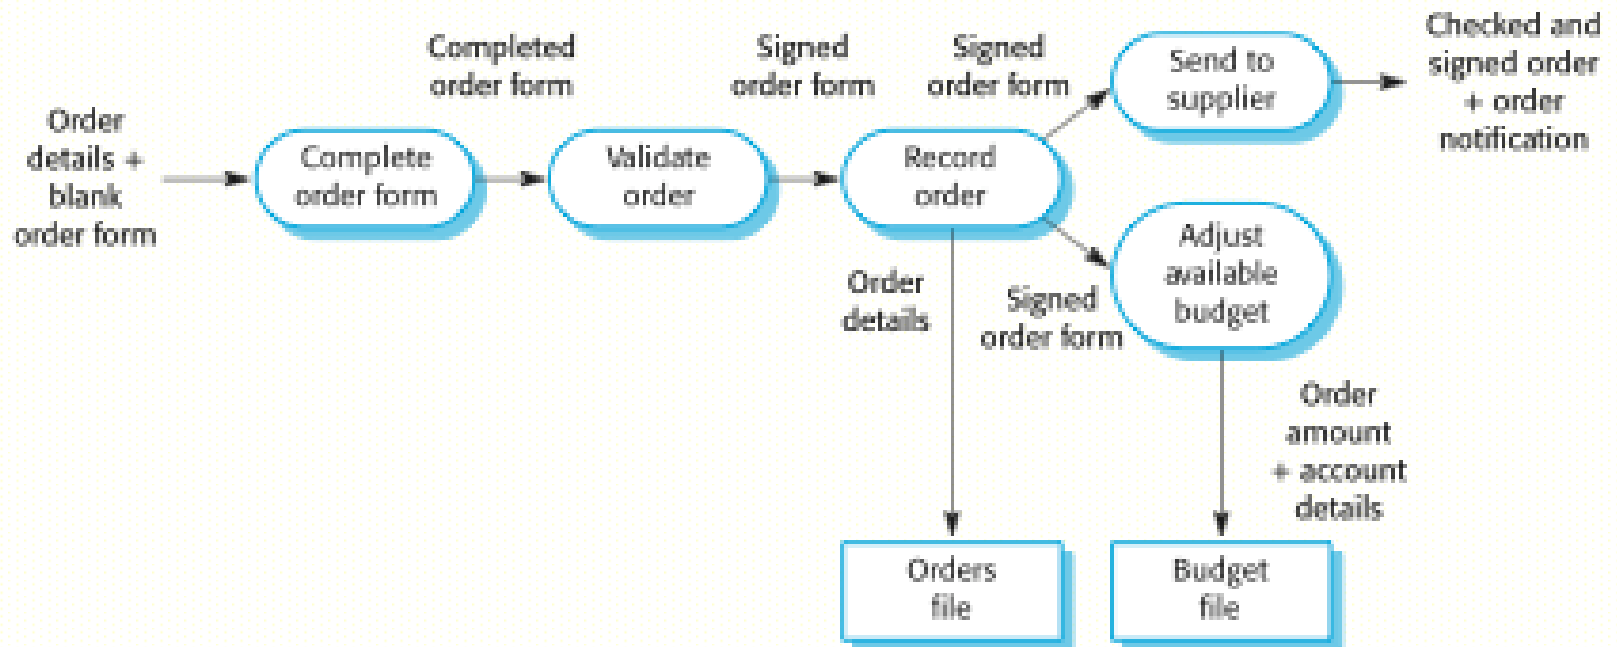 Order
details +
blank
order form
Complete
order form
Completed
order form
Validate
order
Signed
order form
Record
order
Signed
order form
Send to
supplier
Checked and
signed order
+ order
notification
Signed
order form
Adjust
available
budget
Order
details
Orders
file
Order
amount
+ account
details
Budget
file